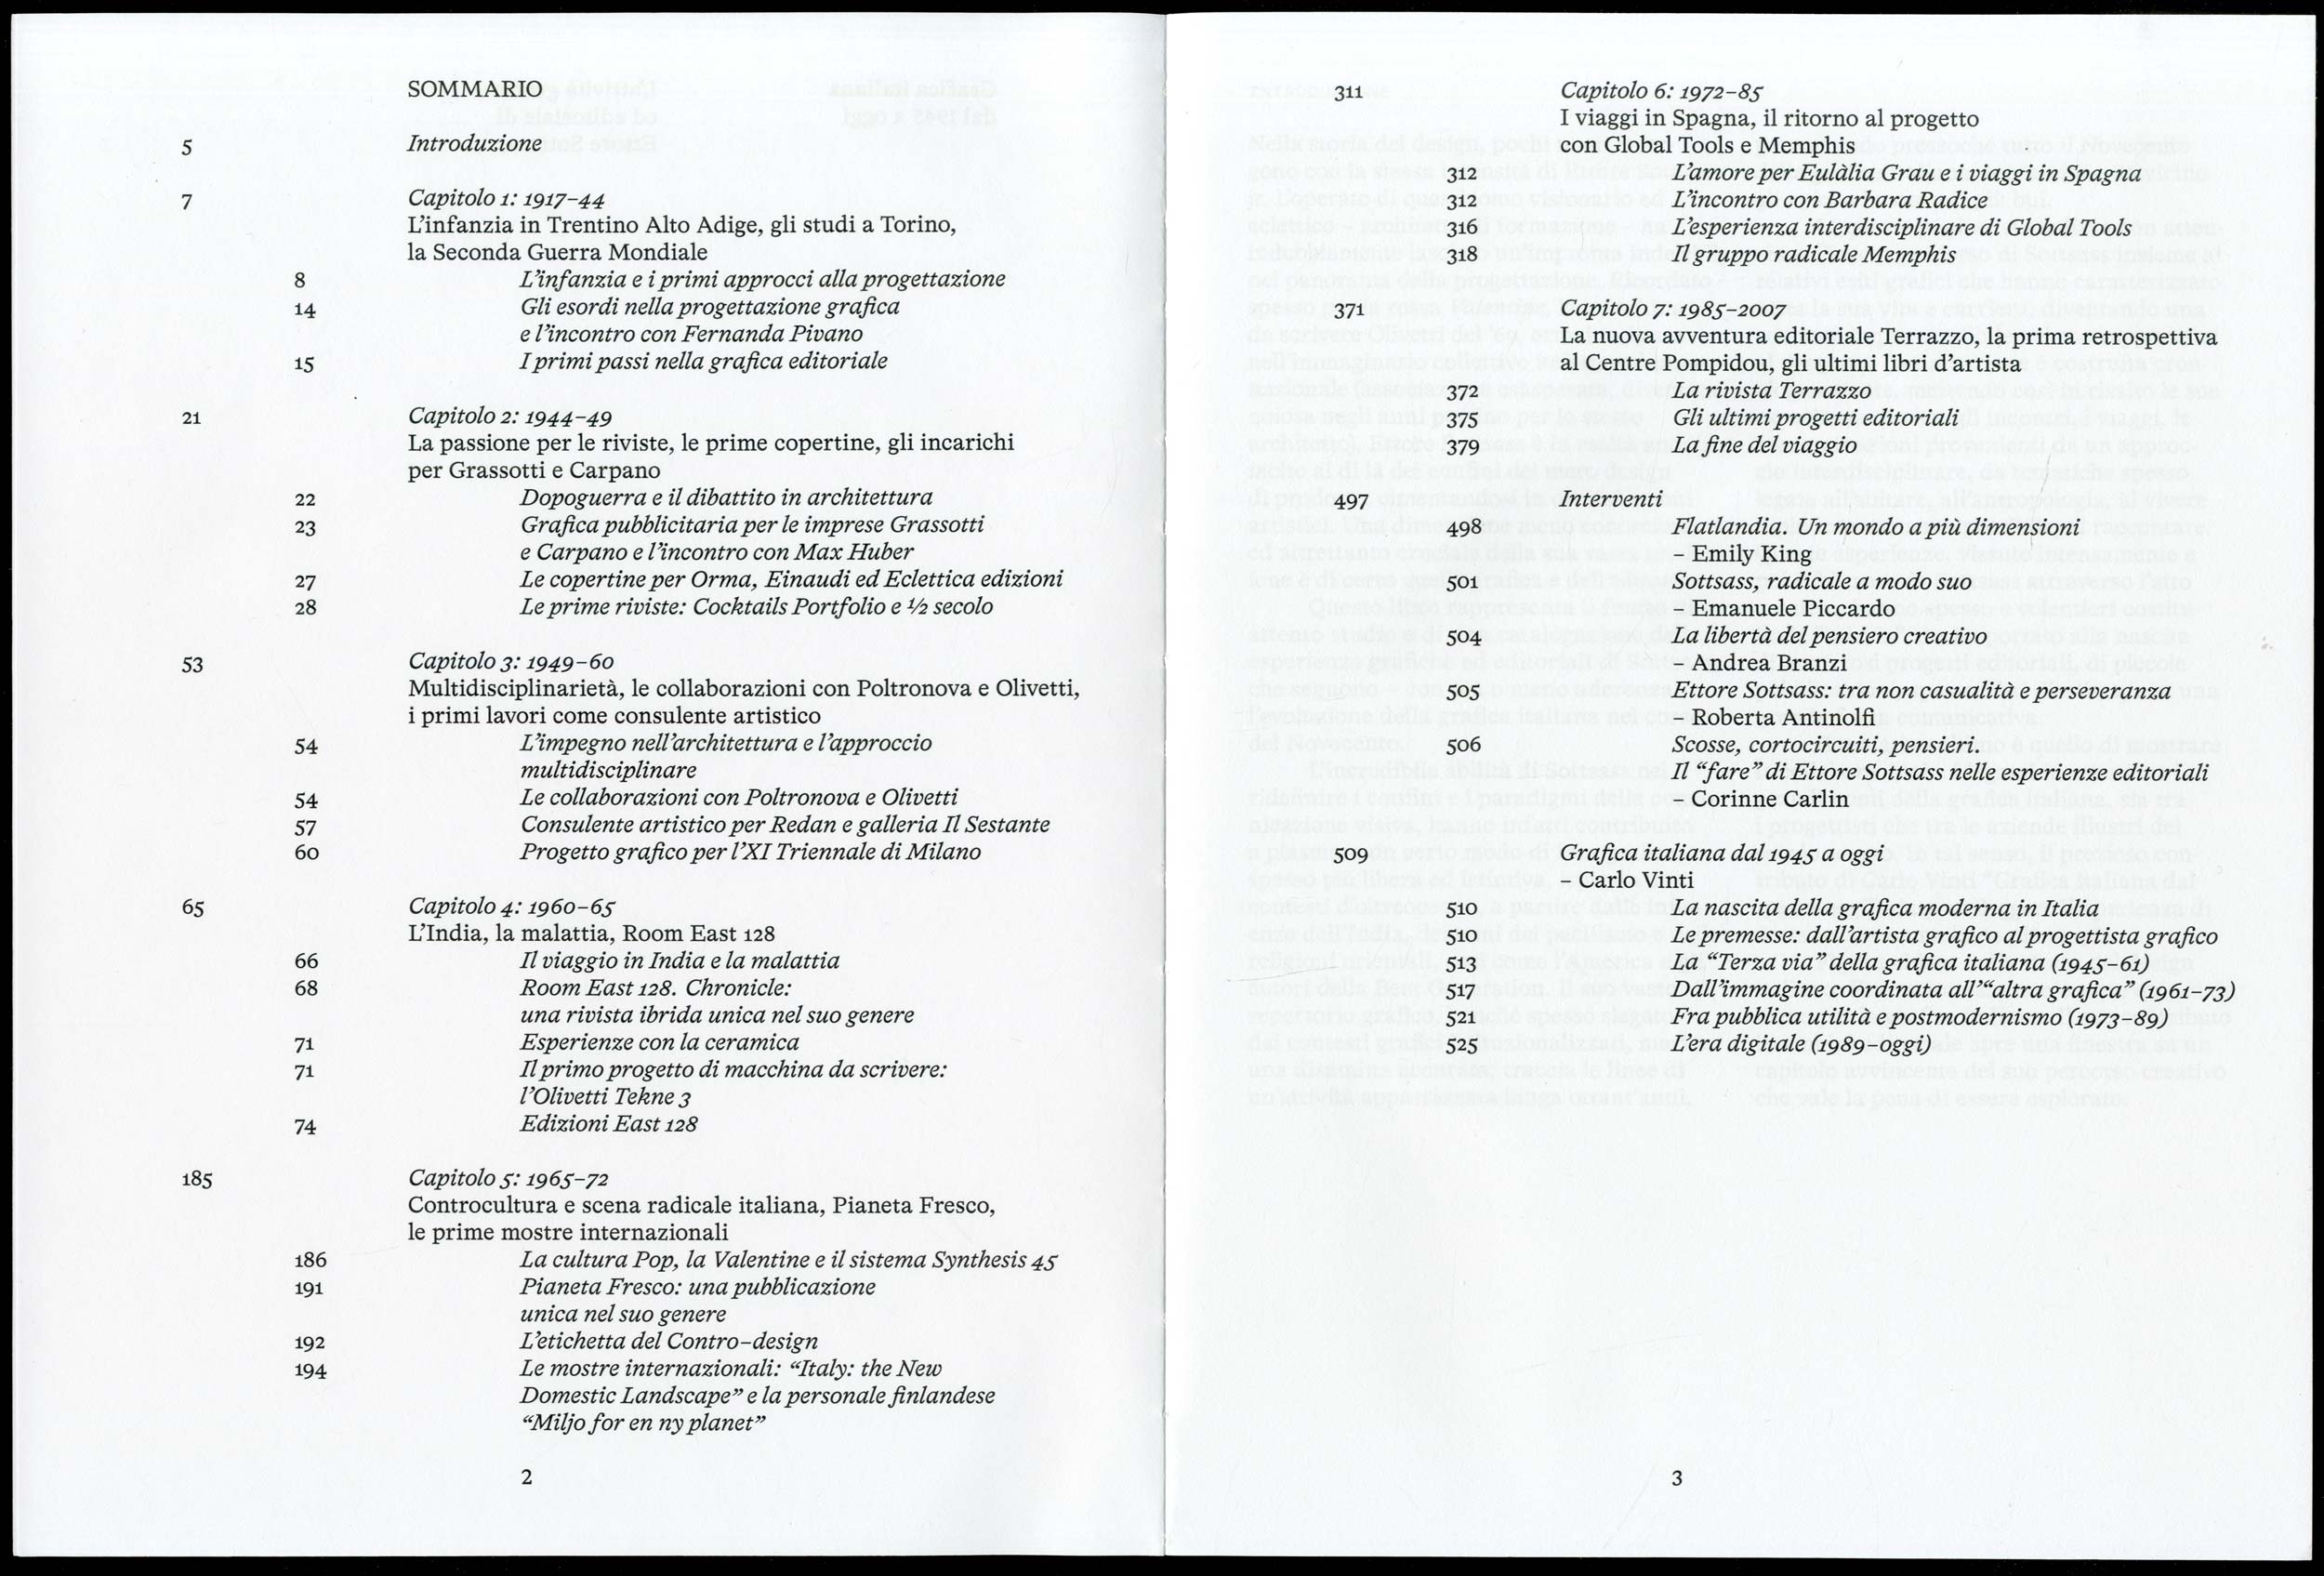 SOMMARIO
5 Introduzione
7 Capitolo 1: 1917–44
L'infanzia in Trentino Alto Adige, gli studi a Torino,
la Seconda Guerra Mondiale
8 L'infanzia e i primi approcci alla progettazione
14 Gli esordi nella progettazione grafica
e l'incontro con Fernanda Pivano
15 I primi passi nella grafica editoriale
21 Capitolo 2: 1944–49
La passione per le riviste, le prime copertine, gli incarichi
per Grassotti e Carpano
22 Dopoguerra e il dibattito in architettura
23 Grafica pubblicitaria per le imprese Grassotti
e Carpano e l'incontro con Max Huber
27 Le copertine per Orma, Einaudi ed Eclettica edizioni
28 Le prime riviste: Cocktails Portfolio e ½ secolo
53 Capitolo 3: 1949–60
Multidisciplinarietà, le collaborazioni con Poltronova e Olivetti,
i primi lavori come consulente artistico
54 L'impegno nell'architettura e l'approccio
multidisciplinare
54 Le collaborazioni con Poltronova e Olivetti
57 Consulente artistico per Redan e galleria Il Sestante
60 Progetto grafico per l'XI Triennale di Milano
65 Capitolo 4: 1960–65
L'India, la malattia, Room East 128
66 Il viaggio in India e la malattia
68 Room East 128. Chronicle:
una rivista ibrida unica nel suo genere
71 Esperienze con la ceramica
71 Il primo progetto di macchina da scrivere:
l'Olivetti Tekne 3
74 Edizioni East 128
185 Capitolo 5: 1965–72
Controcultura e scena radicale italiana, Pianeta Fresco,
le prime mostre internazionali
186 La cultura Pop, la Valentine e il sistema Synthesis 45
191 Pianeta Fresco: una pubblicazione
unica nel suo genere
192 L'etichetta del Contro-design
194 Le mostre internazionali: “Italy: the New
Domestic Landscape” e la personale finlandese
“Miljo for en ny planet”
2
311 Capitolo 6: 1972–85
I viaggi in Spagna, il ritorno al progetto
con Global Tools e Memphis
312 L'amore per Eulàlia Grau e i viaggi in Spagna
312 L'incontro con Barbara Radice
316 L'esperienza interdisciplinare di Global Tools
318 Il gruppo radicale Memphis
371 Capitolo 7: 1985–2007
La nuova avventura editoriale Terrazzo, la prima retrospettiva
al Centre Pompidou, gli ultimi libri d'artista
372 La rivista Terrazzo
375 Gli ultimi progetti editoriali
379 La fine del viaggio
497 Interventi
498 Flatlandia. Un mondo a più dimensioni
– Emily King
501 Sottsass, radicale a modo suo
– Emanuele Piccardo
504 La libertà del pensiero creativo
– Andrea Branzi
505 Ettore Sottsass: tra non casualità e perseveranza
– Roberta Antinolfi
506 Scosse, cortocircuiti, pensieri.
Il “fare” di Ettore Sottsass nelle esperienze editoriali
– Corinne Carlin
509 Grafica italiana dal 1945 a oggi
– Carlo Vinti
510 La nascita della grafica moderna in Italia
510 Le premesse: dall'artista grafico al progettista grafico
513 La “Terza via” della grafica italiana (1945–61)
517 Dall'immagine coordinata all'“altra grafica” (1961–73)
521 Fra pubblica utilità e postmodernismo (1973–89)
525 L'era digitale (1989–oggi)
3